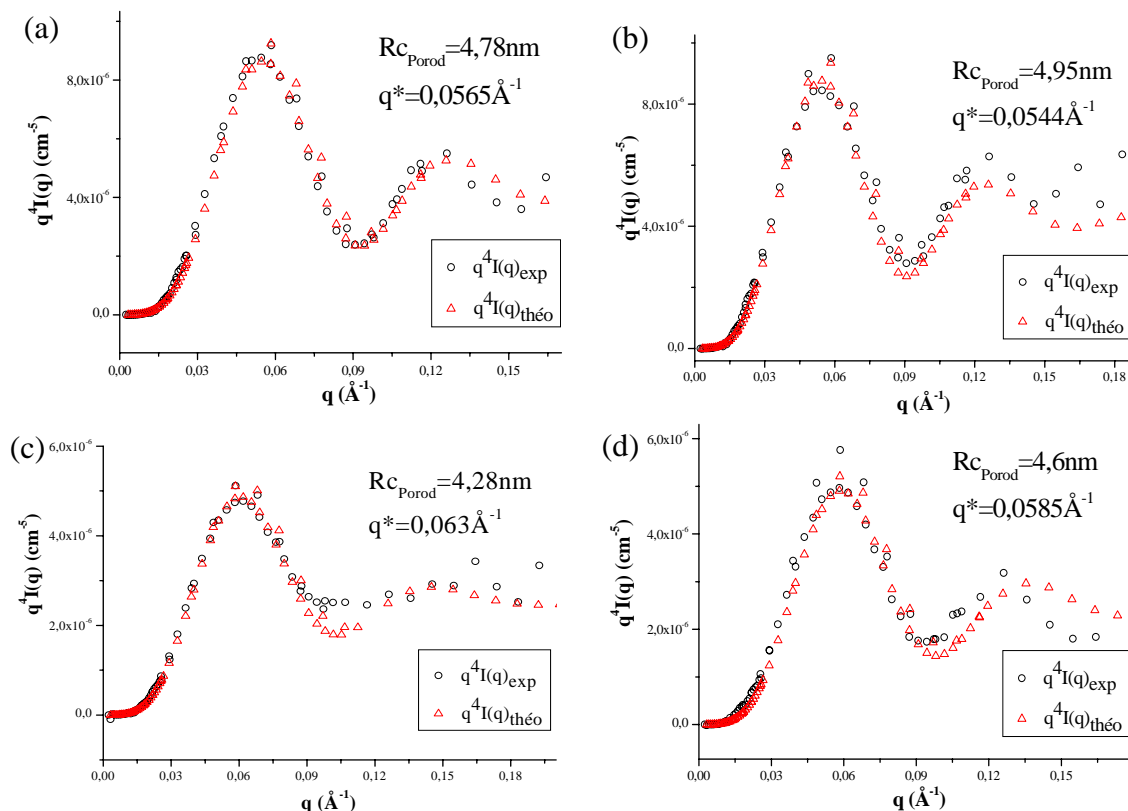 (a)
q⁴I(q) (cm⁻⁵)
8,0x10⁻⁶
4,0x10⁻⁶
0,0
Rc_Porod=4,78nm
q*=0,0565Å⁻¹
q⁴I(q)exp
q⁴I(q)théo
0,00 0,03 0,06 0,09 0,12 0,15
q (Å⁻¹)
(b)
q⁴I(q) (cm⁻⁵)
8,0x10⁻⁶
4,0x10⁻⁶
0,0
Rc_Porod=4,95nm
q*=0,0544Å⁻¹
q⁴I(q)exp
q⁴I(q)théo
0,00 0,03 0,06 0,09 0,12 0,15 0,18
q (Å⁻¹)
(c)
q⁴I(q) (cm⁻⁵)
6,0x10⁻⁶
4,0x10⁻⁶
2,0x10⁻⁶
0,0
Rc_Porod=4,28nm
q*=0,063Å⁻¹
q⁴I(q)exp
q⁴I(q)théo
0,00 0,03 0,06 0,09 0,12 0,15 0,18
q (Å⁻¹)
(d)
q⁴I(q) (cm⁻⁵)
6,0x10⁻⁶
4,0x10⁻⁶
2,0x10⁻⁶
0,0
Rc_Porod=4,6nm
q*=0,0585Å⁻¹
q⁴I(q)exp
q⁴I(q)théo
0,00 0,03 0,06 0,09 0,12 0,15
q (Å⁻¹)